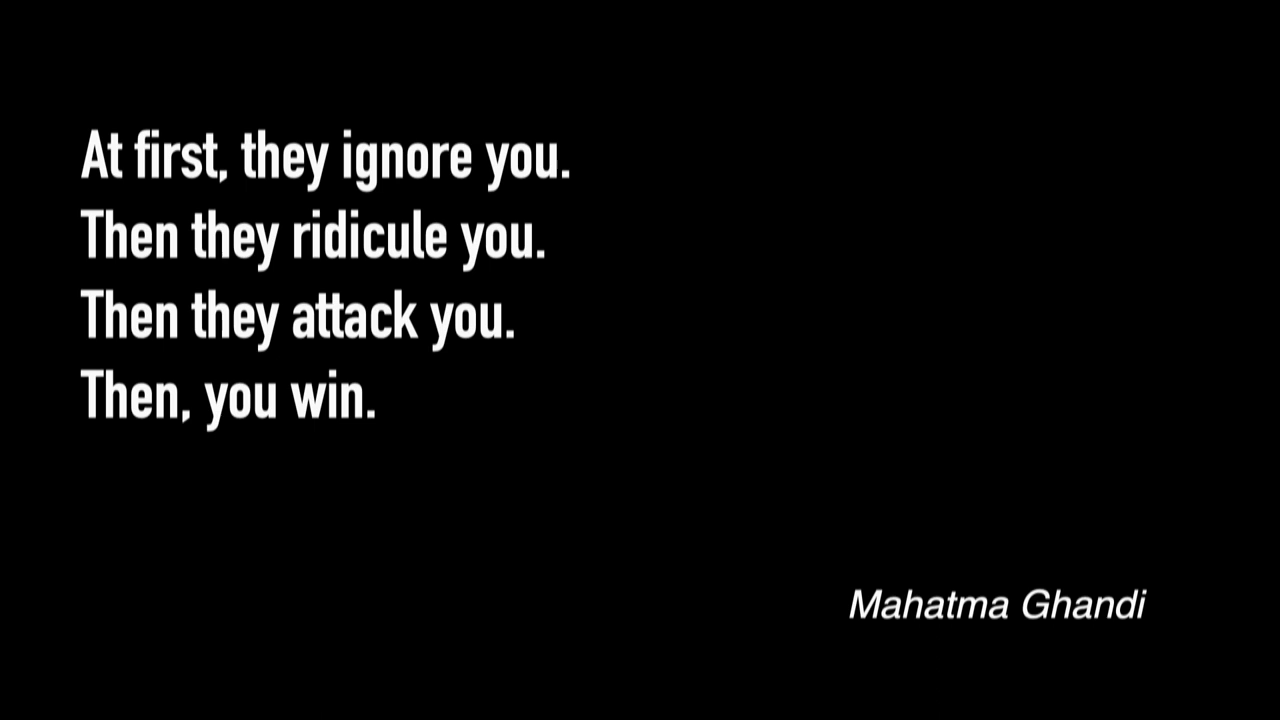 At first, they ignore you.
Then they ridicule you.
Then they attack you.
Then, you win.
Mahatma Ghandi